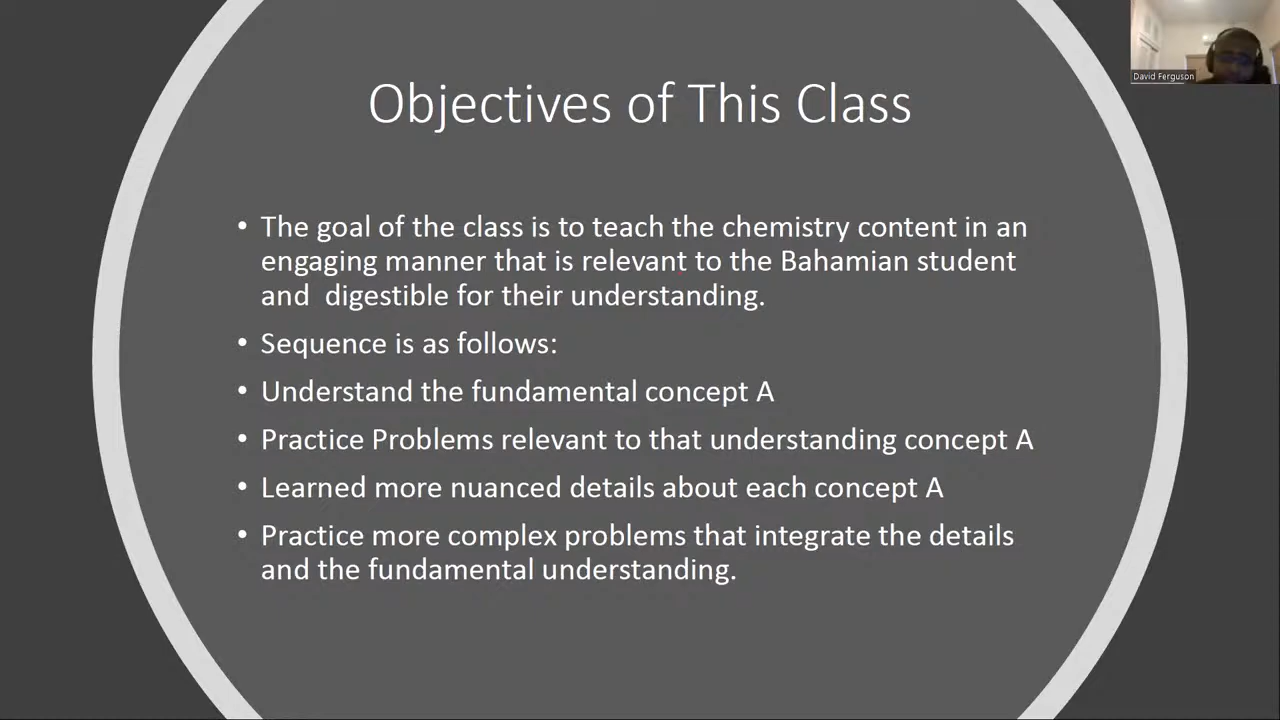 Objectives of This Class
David Ferguson
• The goal of the class is to teach the chemistry content in an
engaging manner that is relevant to the Bahamian student
and  digestible for their understanding.
• Sequence is as follows:
• Understand the fundamental concept A
• Practice Problems relevant to that understanding concept A
• Learned more nuanced details about each concept A
• Practice more complex problems that integrate the details
and the fundamental understanding.